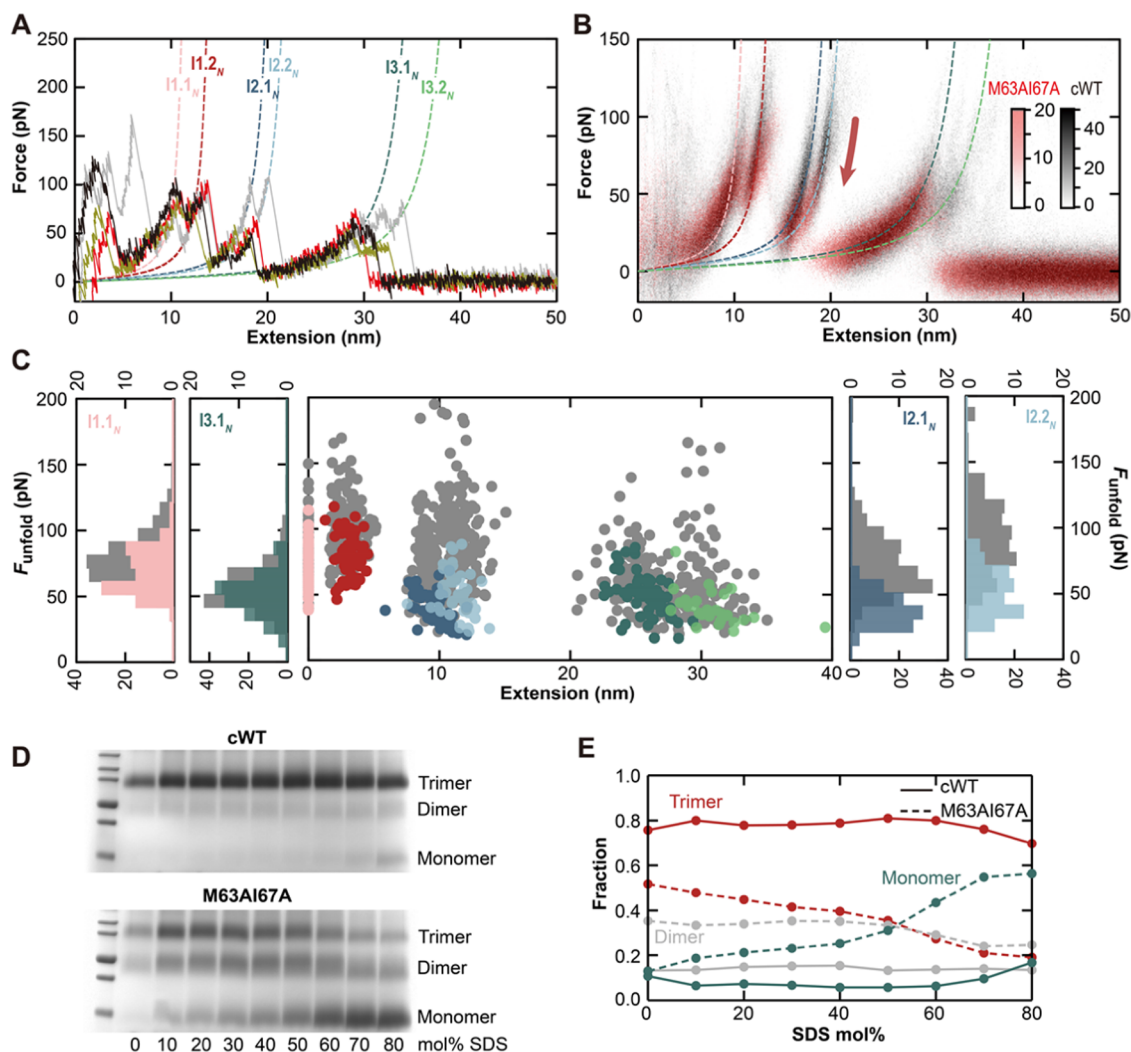 A
250
200
150
100
50
0
Force (pN)
I1.1N
I1.2N
I2.1N
I2.2N
I3.1N
I3.2N
0 10 20 30 40 50
Extension (nm)
B
150
100
50
0
Force (pN)
M63AI67A cWT
20
15
10
5
0
40
20
0
0 10 20 30 40 50
Extension (nm)
C
20 10 0
20 10 0
0 10 20
0 10 20
200
150
100
50
0
Funfold (pN)
I1.1N
I3.1N
I2.1N
I2.2N
200
150
100
50
0
Funfold (pN)
40 20 0
40 20 0
0 10 20 30 40
Extension (nm)
0 20 40
0 20 40
D
cWT
Trimer
Dimer
Monomer
M63AI67A
Trimer
Dimer
Monomer
0 10 20 30 40 50 60 70 80 mol% SDS
E
1.0
0.8
0.6
0.4
0.2
0.0
Fraction
Trimer
cWT
M63AI67A
Monomer
Dimer
0 20 40 60 80
SDS mol%